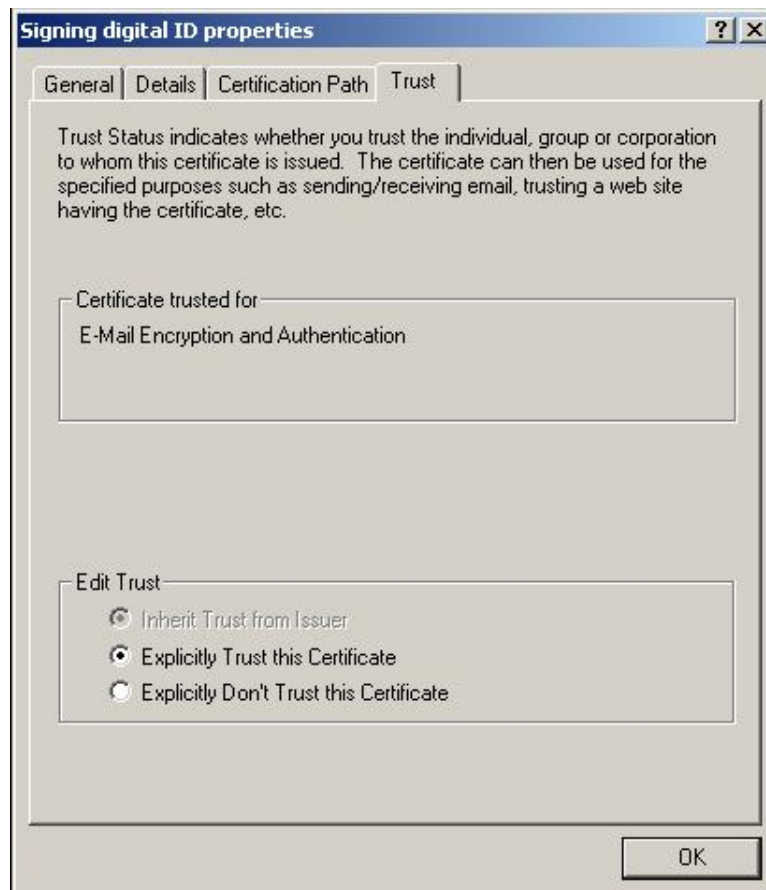 Signing digital ID properties
General Details Certification Path Trust
Trust Status indicates whether you trust the individual, group or corporation
to whom this certificate is issued. The certificate can then be used for the
specified purposes such as sending/receiving email, trusting a web site
having the certificate, etc.
Certificate trusted for
E-Mail Encryption and Authentication
Edit Trust
Inherit Trust from Issuer
Explicitly Trust this Certificate
Explicitly Don't Trust this Certificate
OK